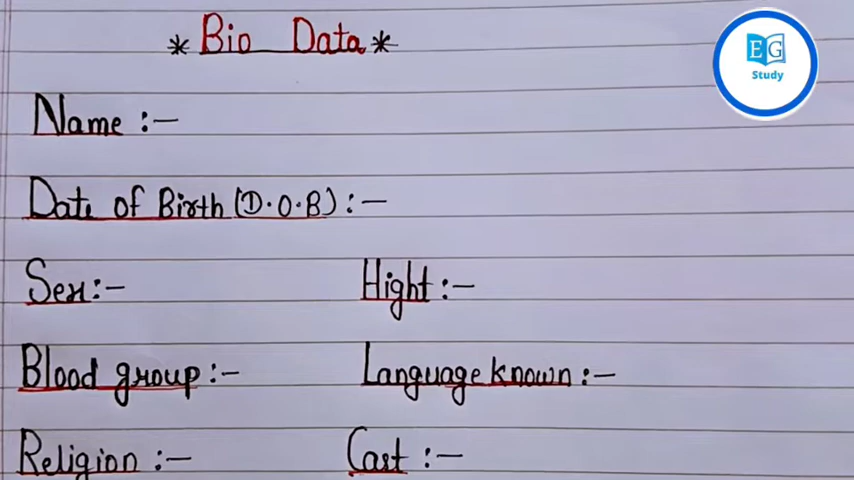 * Bio Data *
EG
Study
Name :-
Date of Birth (D.O.B) :-
Sex :- Hight :-
Blood group :- Language known :-
Religion :- Cast :-